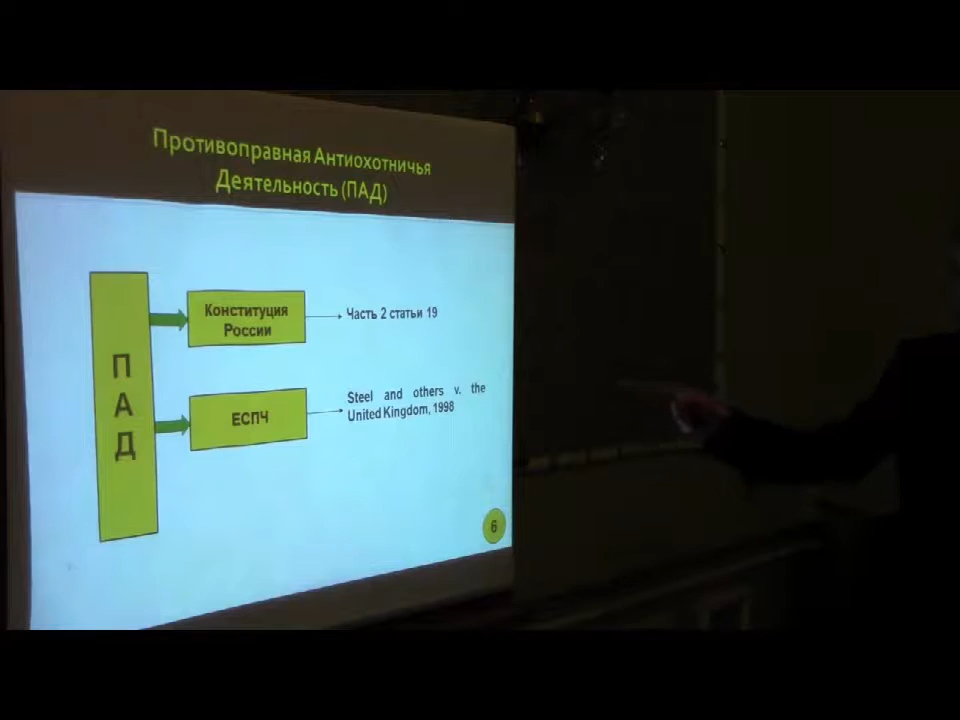 Противоправная Антиохотничья
Деятельность (ПАД)
П
А
Д
Конституция
России
Часть 2 статьи 19
ЕСПЧ
Steel and others v. the
United Kingdom, 1998
6